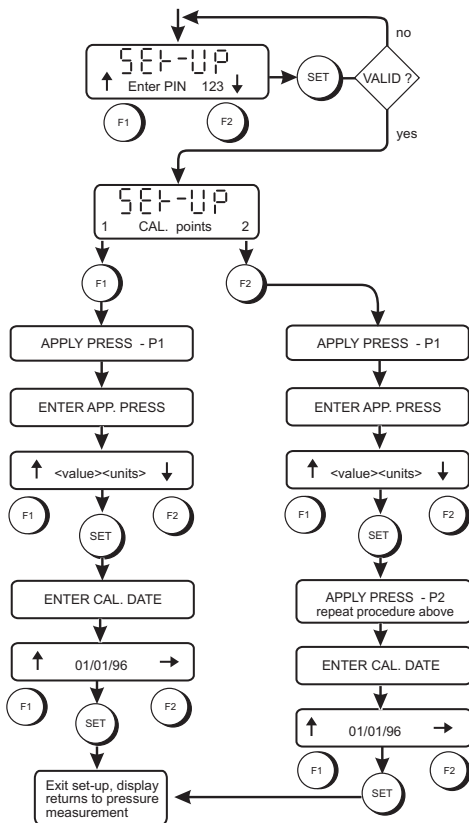 no
SEt-UP
Enter PIN 123
SET
VALID ?
F1
F2
yes
SEt-UP
1 CAL. points 2
F1
F2
APPLY PRESS - P1
ENTER APP. PRESS
<value><units>
F1
F2
SET
ENTER CAL. DATE
01/01/96
F1
F2
SET
Exit set-up, display
returns to pressure
measurement
APPLY PRESS - P1
ENTER APP. PRESS
<value><units>
F1
F2
SET
APPLY PRESS - P2
repeat procedure above
ENTER CAL. DATE
01/01/96
F1
F2
SET